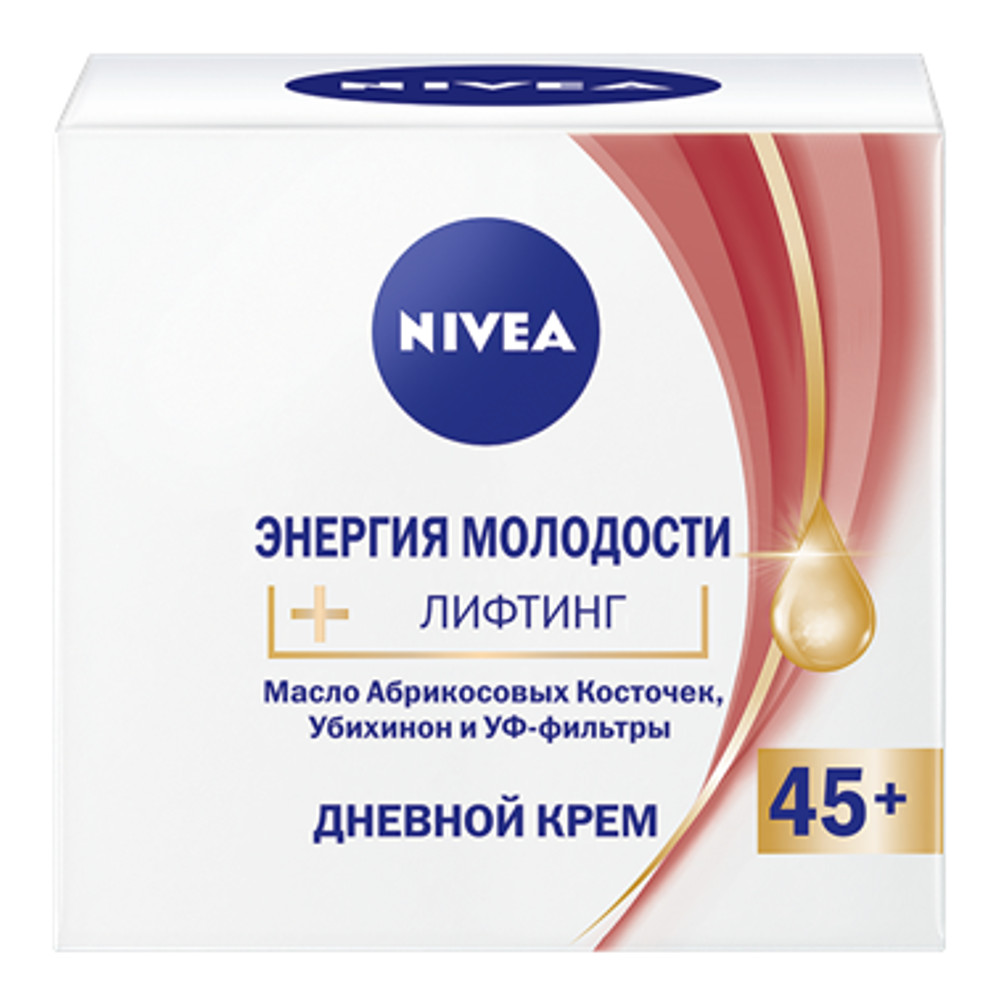 NIVEA
NIVEA
ЭНЕРГИЯ МОЛОДОСТИ
+ ЛИФТИНГ
Масло Абрикосовых Косточек,
Убихинон и УФ-фильтры
ДНЕВНОЙ КРЕМ
45+